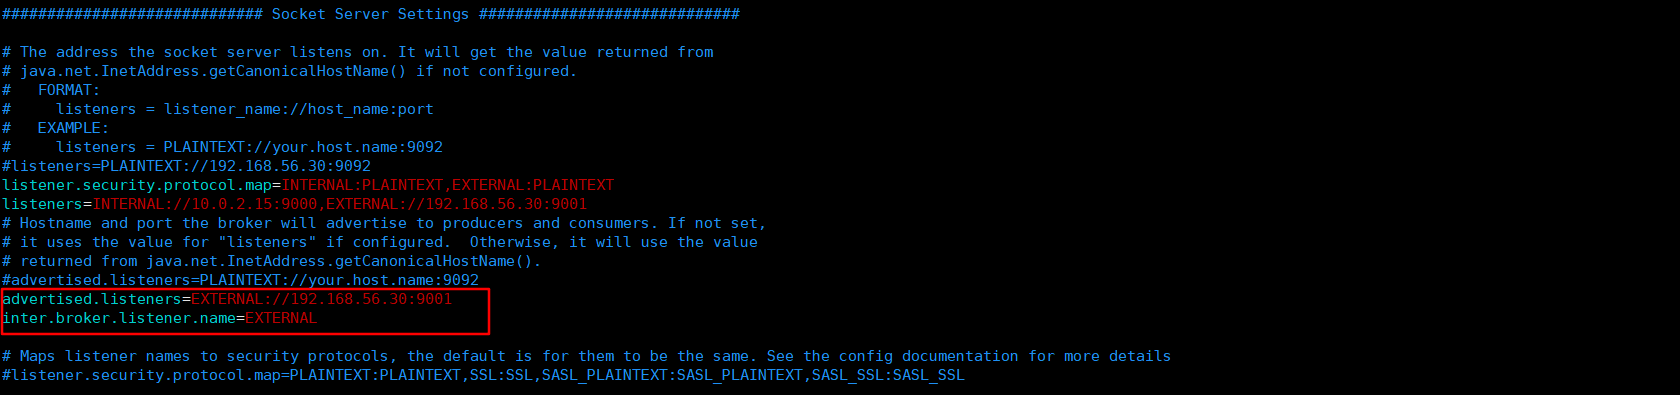 ############################# Socket Server Settings #############################
# The address the socket server listens on. It will get the value returned from
# java.net.InetAddress.getCanonicalHostName() if not configured.
#   FORMAT:
#     listeners = listener_name://host_name:port
#   EXAMPLE:
#     listeners = PLAINTEXT://your.host.name:9092
#listeners=PLAINTEXT://192.168.56.30:9092
listener.security.protocol.map=INTERNAL:PLAINTEXT,EXTERNAL:PLAINTEXT
listeners=INTERNAL://10.0.2.15:9000,EXTERNAL://192.168.56.30:9001
# Hostname and port the broker will advertise to producers and consumers. If not set,
# it uses the value for "listeners" if configured.  Otherwise, it will use the value
# returned from java.net.InetAddress.getCanonicalHostName().
#advertised.listeners=PLAINTEXT://your.host.name:9092
advertised.listeners=EXTERNAL://192.168.56.30:9001
inter.broker.listener.name=EXTERNAL
# Maps listener names to security protocols, the default is for them to be the same. See the config documentation for more details
#listener.security.protocol.map=PLAINTEXT:PLAINTEXT,SSL:SSL,SASL_PLAINTEXT:SASL_PLAINTEXT,SASL_SSL:SASL_SSL